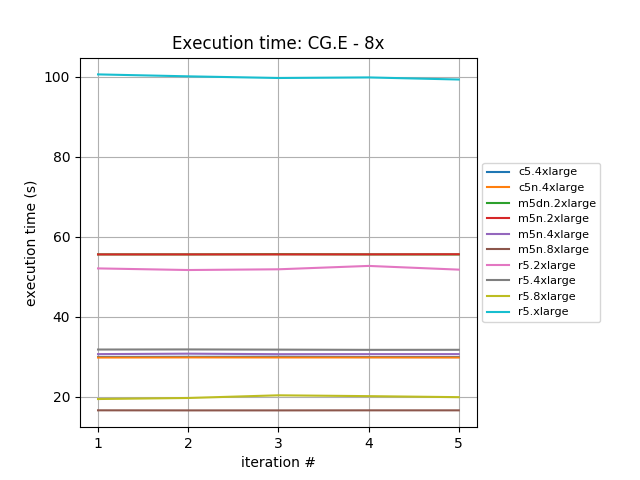 Execution time: CG.E - 8x
execution time (s)
100
80
60
40
20
1 2 3 4 5
iteration #
c5.4xlarge
c5n.4xlarge
m5dn.2xlarge
m5n.2xlarge
m5n.4xlarge
m5n.8xlarge
r5.2xlarge
r5.4xlarge
r5.8xlarge
r5.xlarge